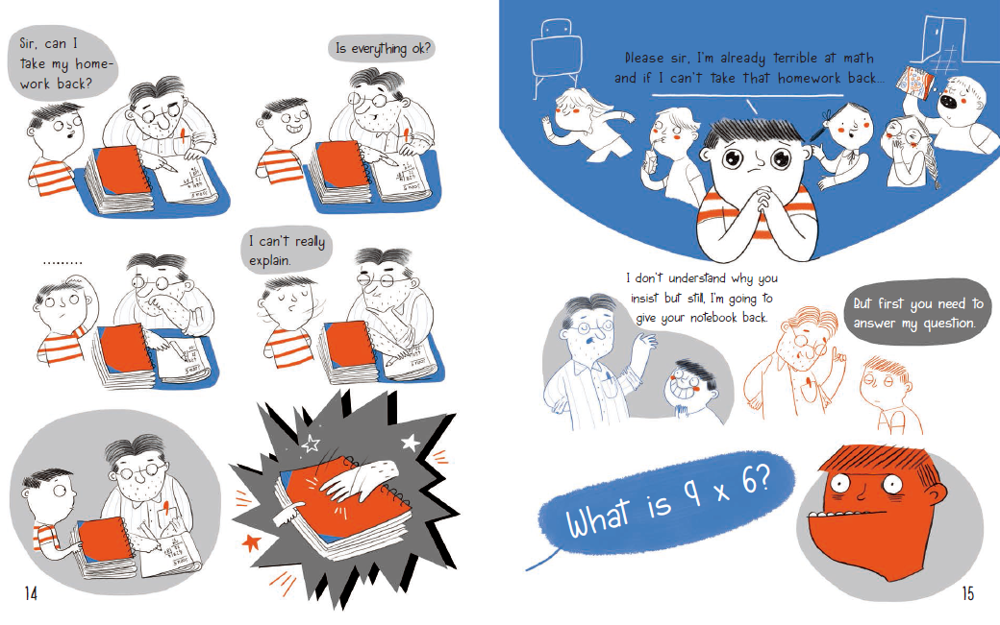 Sir, can I
take my home-
work back?
Is everything ok?
.........
I can't really
explain.
14
Please sir, I'm already terrible at math
and if I can't take that homework back...
I don't understand why you
insist but still, I'm going to
give your notebook back.
But first you need to
answer my question.
What is 9 x 6?
15